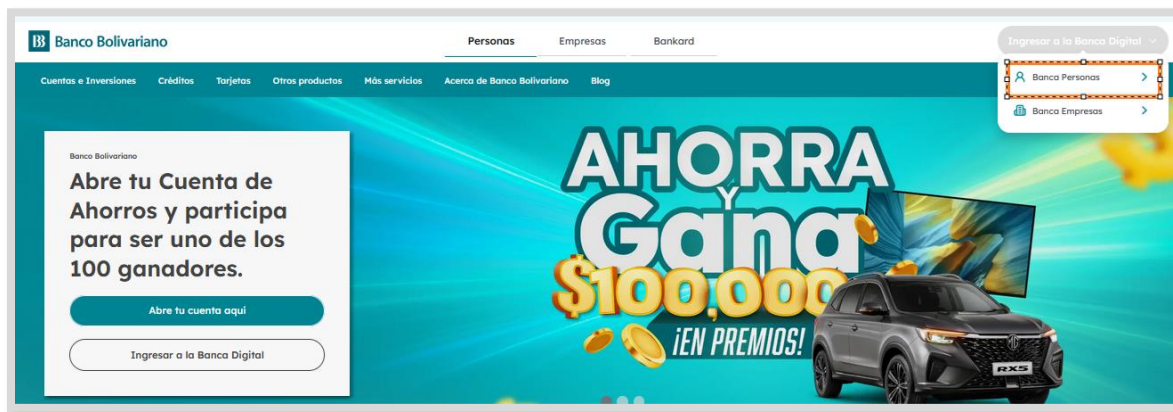 Banco Bolivariano
Personas Empresas Bankard
Ingresar a la Banca Digital
Cuentas e Inversiones Créditos Tarjetas Otros productos Más servicios Acerca de Banco Bolivariano Blog
Banca Personas
Banca Empresas
Banco Bolivariano
Abre tu Cuenta de
Ahorros y participa
para ser uno de los
100 ganadores.
Abre tu cuenta aquí
Ingresar a la Banca Digital
AHORRA
Y
Gana
$100,000
¡EN PREMIOS!
RX5